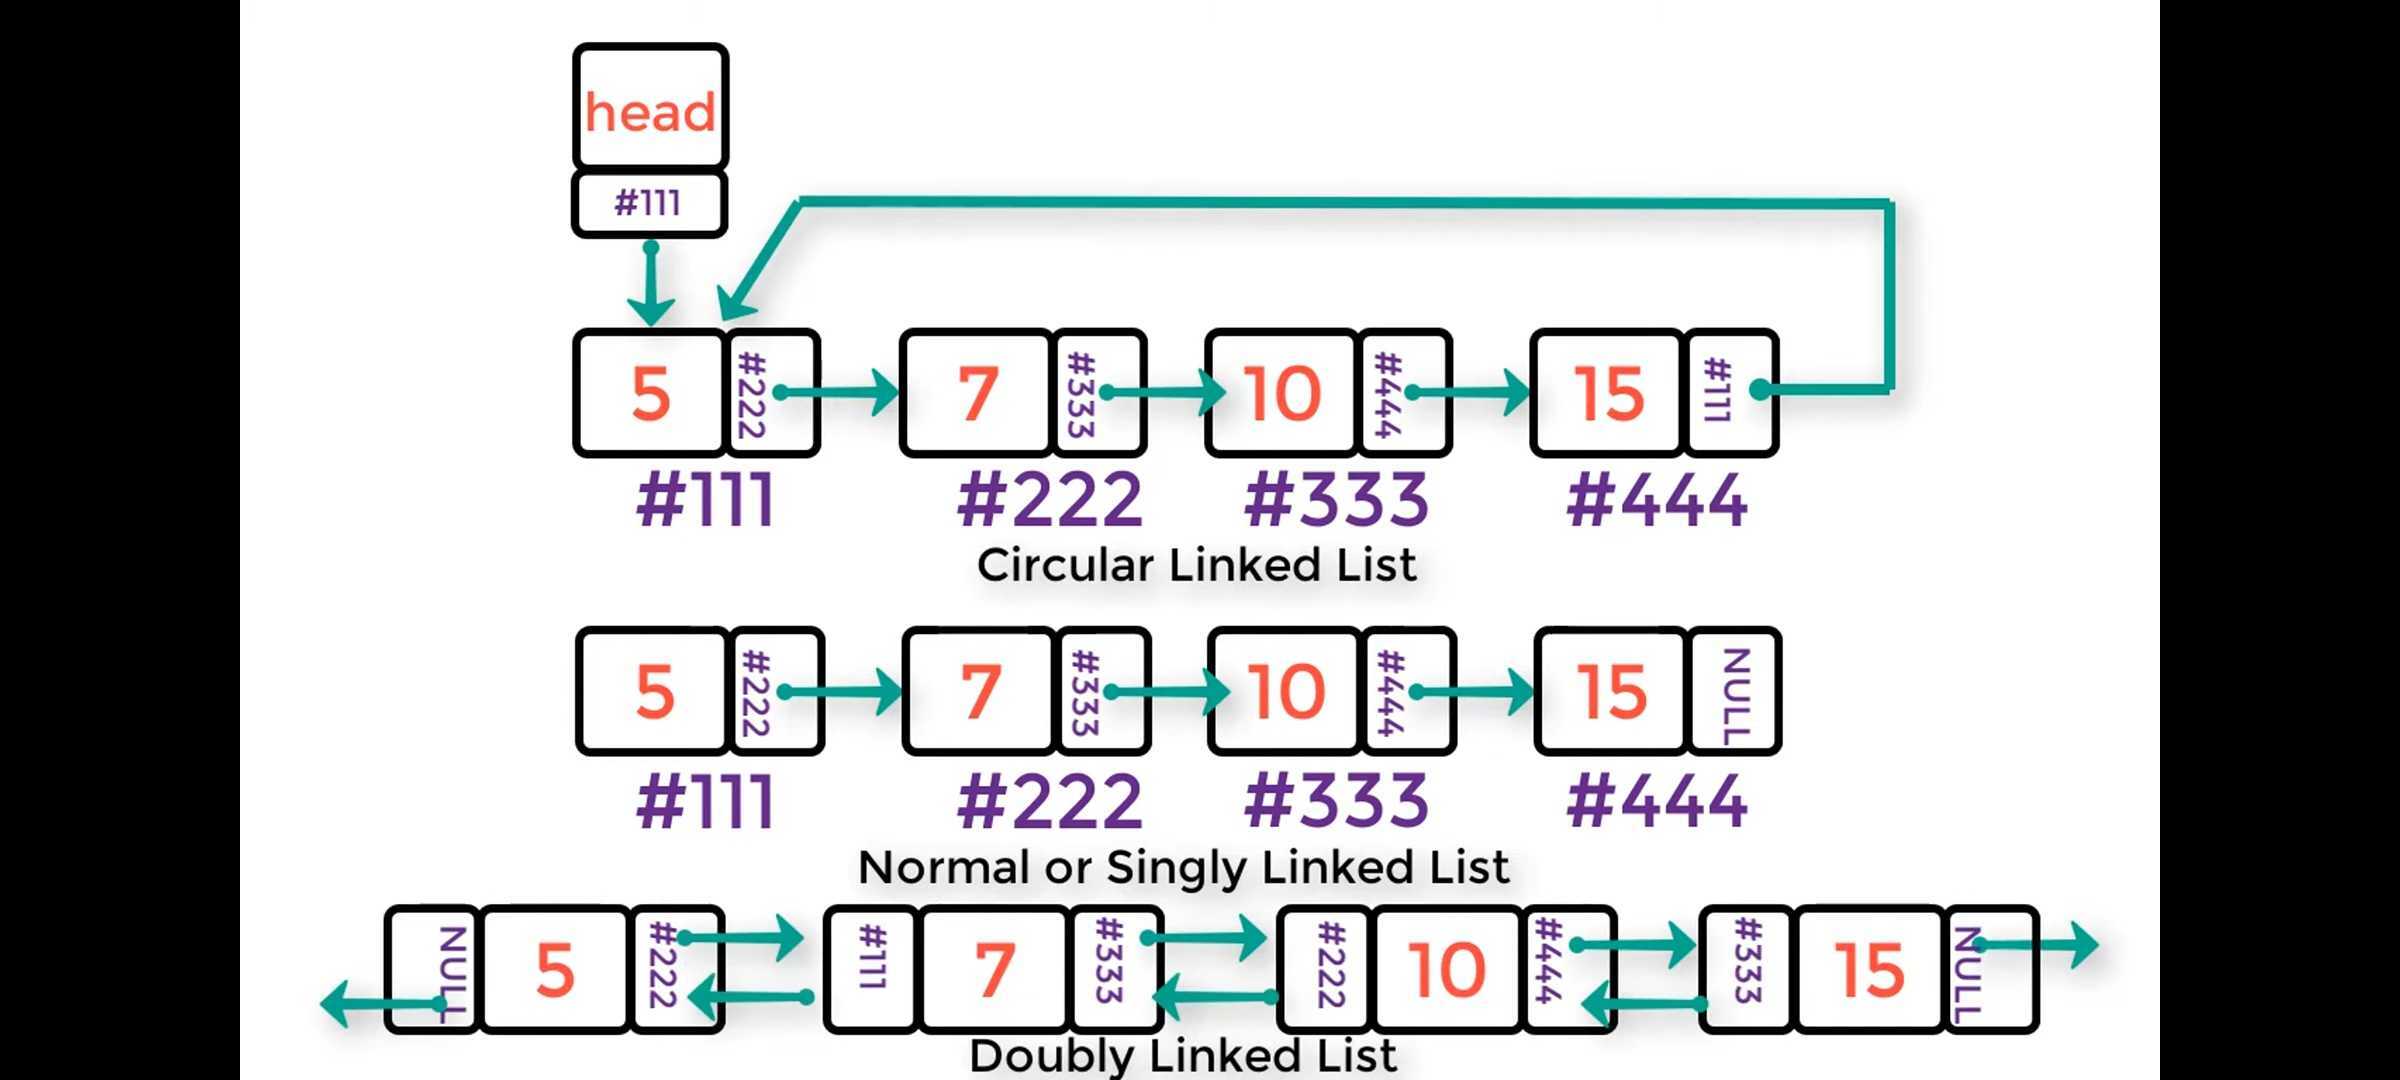 head
#111
5 #222 7 #333 10 #444 15 #111
#111 #222 #333 #444
Circular Linked List
5 #222 7 #333 10 #444 15 NULL
#111 #222 #333 #444
Normal or Singly Linked List
NULL 5 #222 #111 7 #333 #222 10 #444 #333 15 NULL
Doubly Linked List